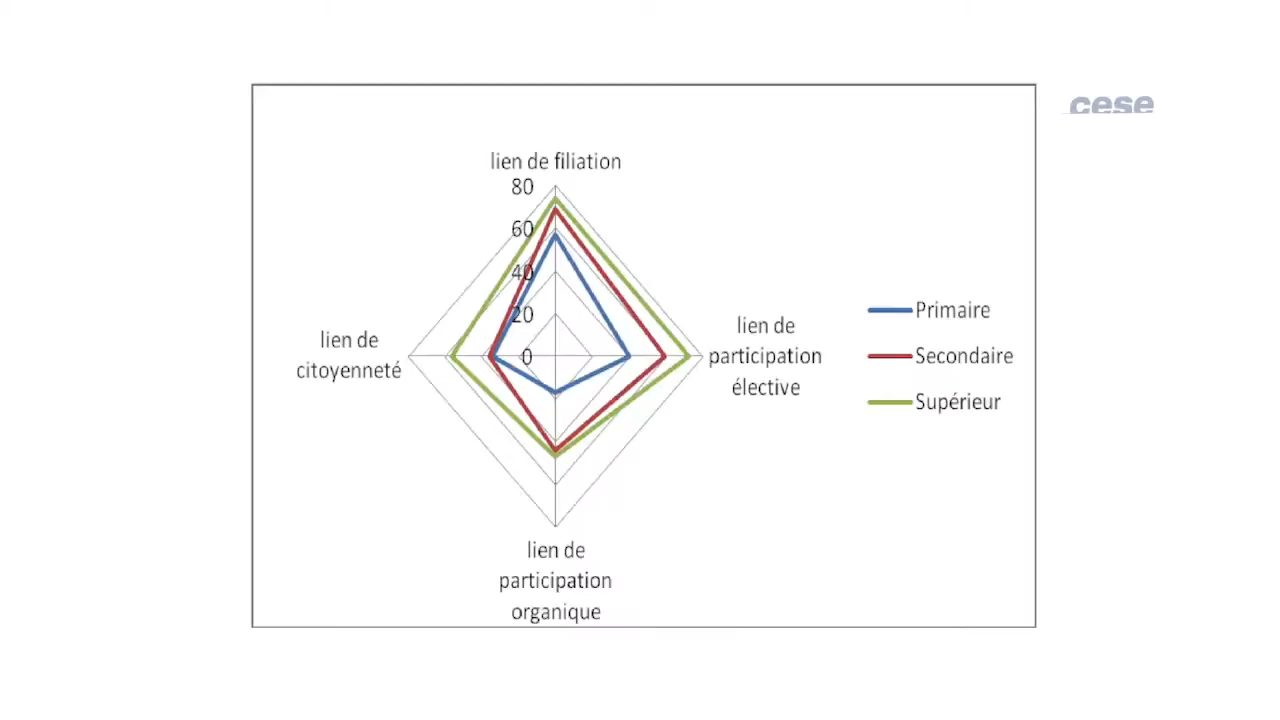 cese
lien de filiation
80
60
40
20
0
lien de
citoyenneté
lien de
participation
élective
Primaire
Secondaire
Supérieur
lien de
participation
organique